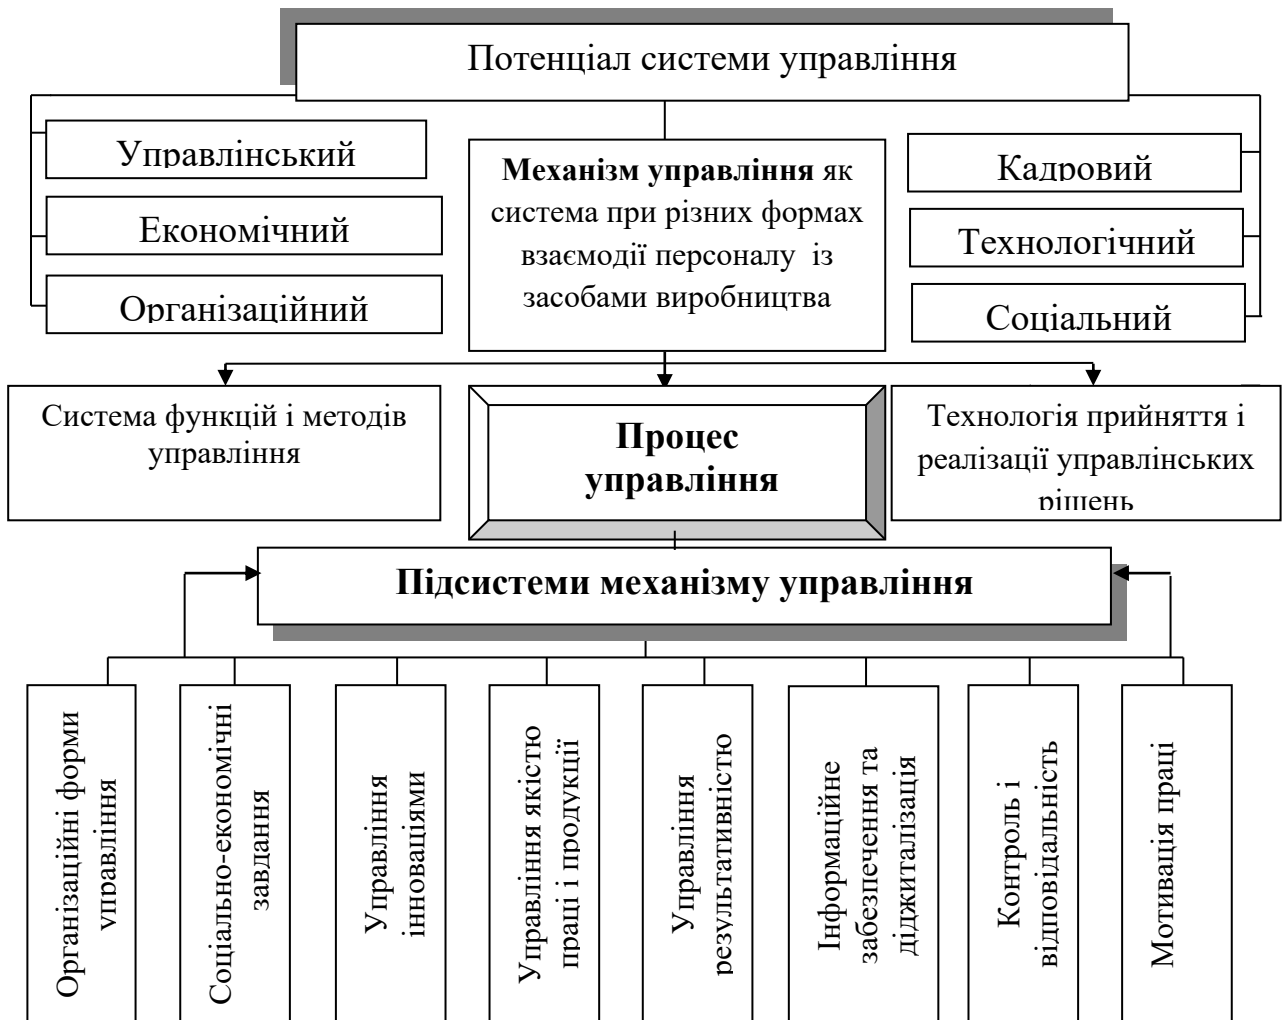 Потенціал системи управління
Управлінський
Економічний
Організаційний
Механізм управління як
система при різних формах
взаємодії персоналу із
засобами виробництва
Кадровий
Технологічний
Соціальний
Система функцій і методів
управління
Процес
управління
Технологія прийняття і
реалізації управлінських
рішень
Підсистеми механізму управління
Організаційні форми
управління
Соціально-економічні
завдання
Управління
інноваціями
Управління якістю
праці і продукції
Управління
результативністю
Інформаційне
забезпечення та
діджиталізація
Контроль і
відповідальність
Мотивація праці